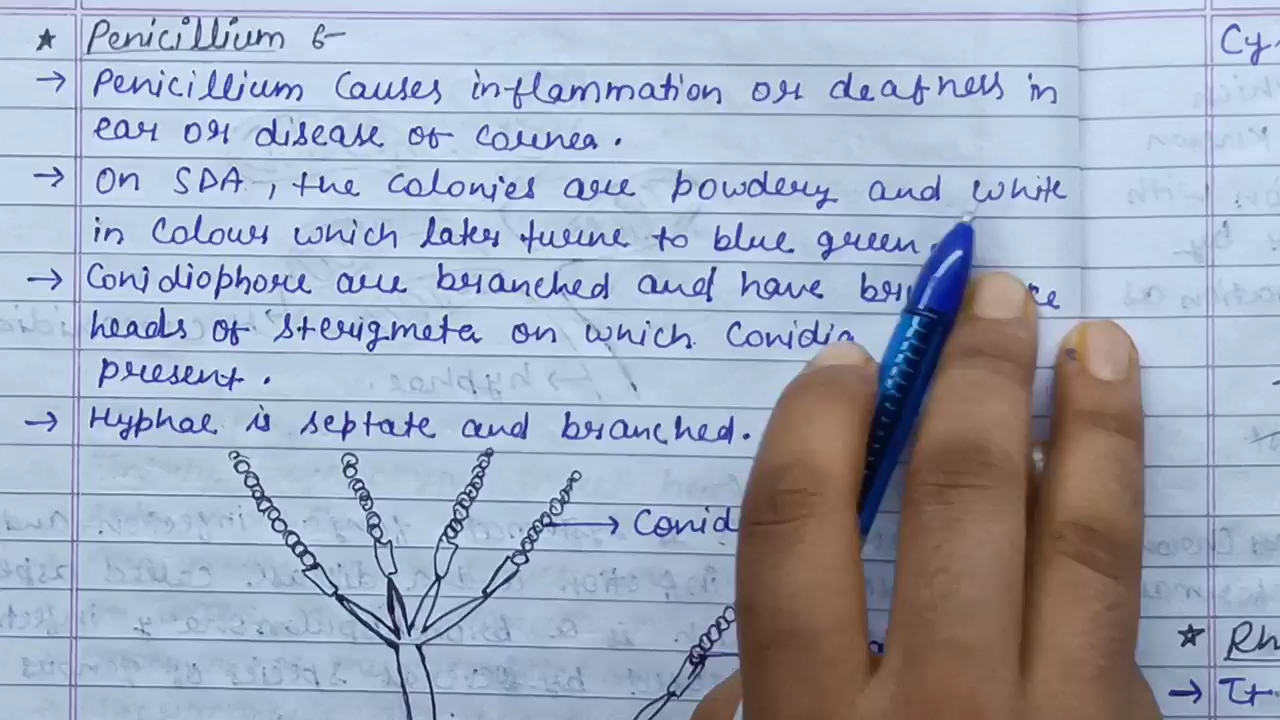 ★ Penicillium :-
→ Penicillium causes inflammation or deafness in
ear or disease of cornea.
→ On SDA, the colonies are powdery and white
in colour which later turne to blue green.
→ Conidiophore are branched and have
heads of sterigmeta on which Conidia
present.
→ Hyphae is septate and branched.
→ Conid
Cy.
★ Rh
→ It